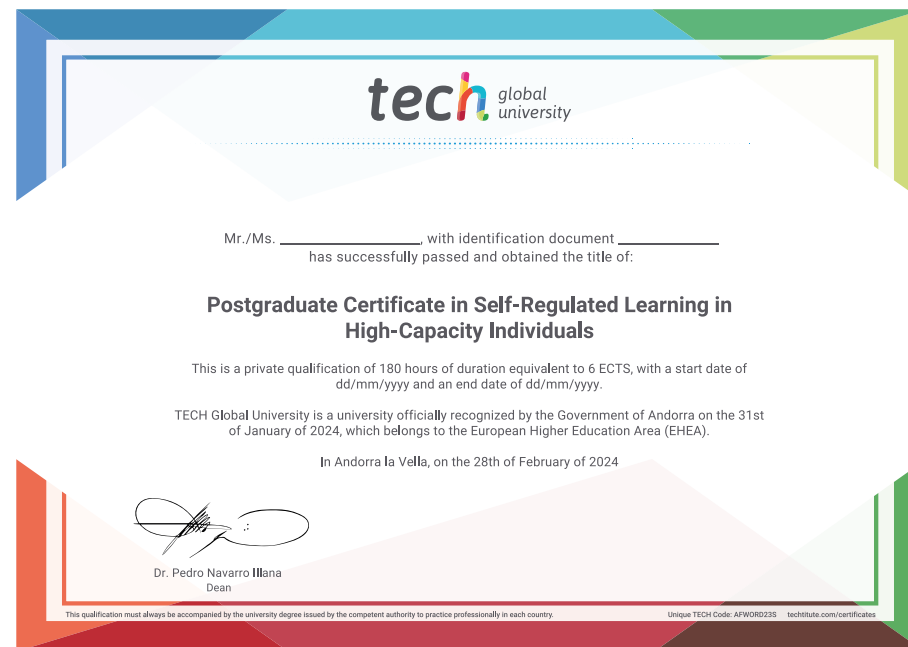 tech global
university
Mr./Ms. ____________________, with identification document ______________
has successfully passed and obtained the title of:
Postgraduate Certificate in Self-Regulated Learning in
High-Capacity Individuals
This is a private qualification of 180 hours of duration equivalent to 6 ECTS, with a start date of
dd/mm/yyyy and an end date of dd/mm/yyyy.
TECH Global University is a university officially recognized by the Government of Andorra on the 31st
of January of 2024, which belongs to the European Higher Education Area (EHEA).
In Andorra la Vella, on the 28th of February of 2024
Dr. Pedro Navarro Illana
Dean
This qualification must always be accompanied by the university degree issued by the competent authority to practice professionally in each country. Unique TECH Code: AFWORD23S techtitute.com/certificates